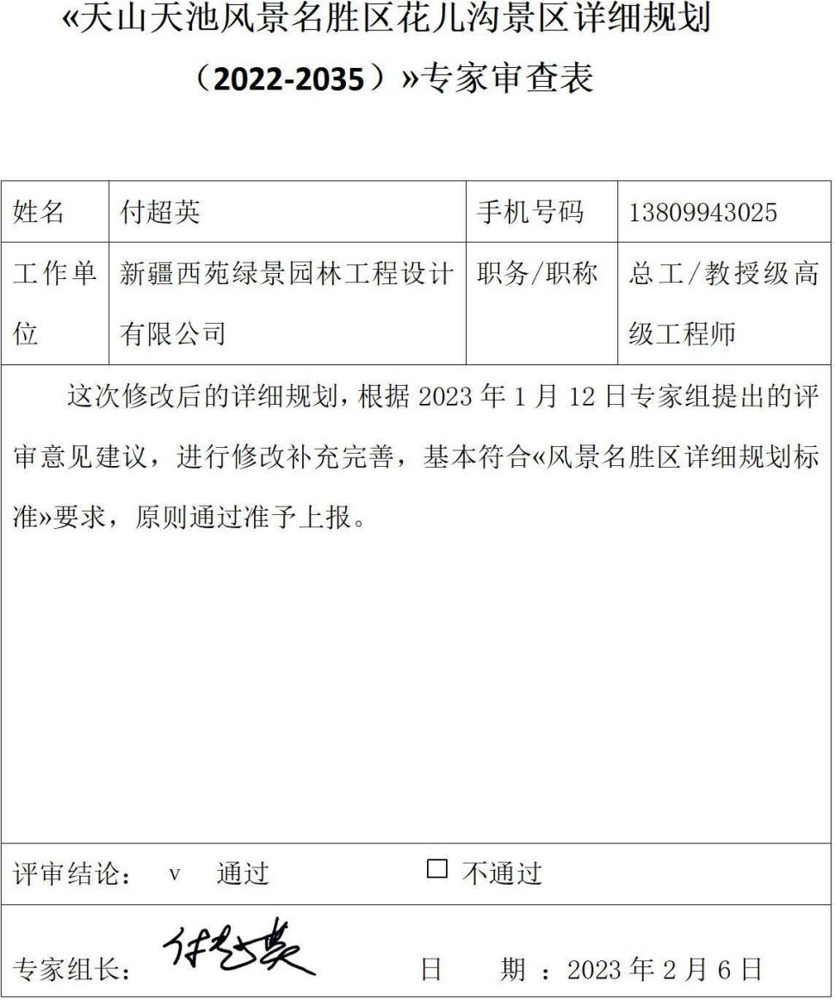 «天山天池风景名胜区花儿沟景区详细规划
（2022-2035）»专家审查表
姓名 付超英 手机号码 13809943025
工作单 新疆西苑绿景园林工程设计 职务/职称 总工/教授级高
位 有限公司 级工程师
这次修改后的详细规划，根据 2023 年 1 月 12 日专家组提出的评
审意见建议，进行修改补充完善，基本符合«风景名胜区详细规划标
准»要求，原则通过准予上报。
评审结论： v 通过 □ 不通过
专家组长： 付超英 日 期 ：2023 年 2 月 6 日